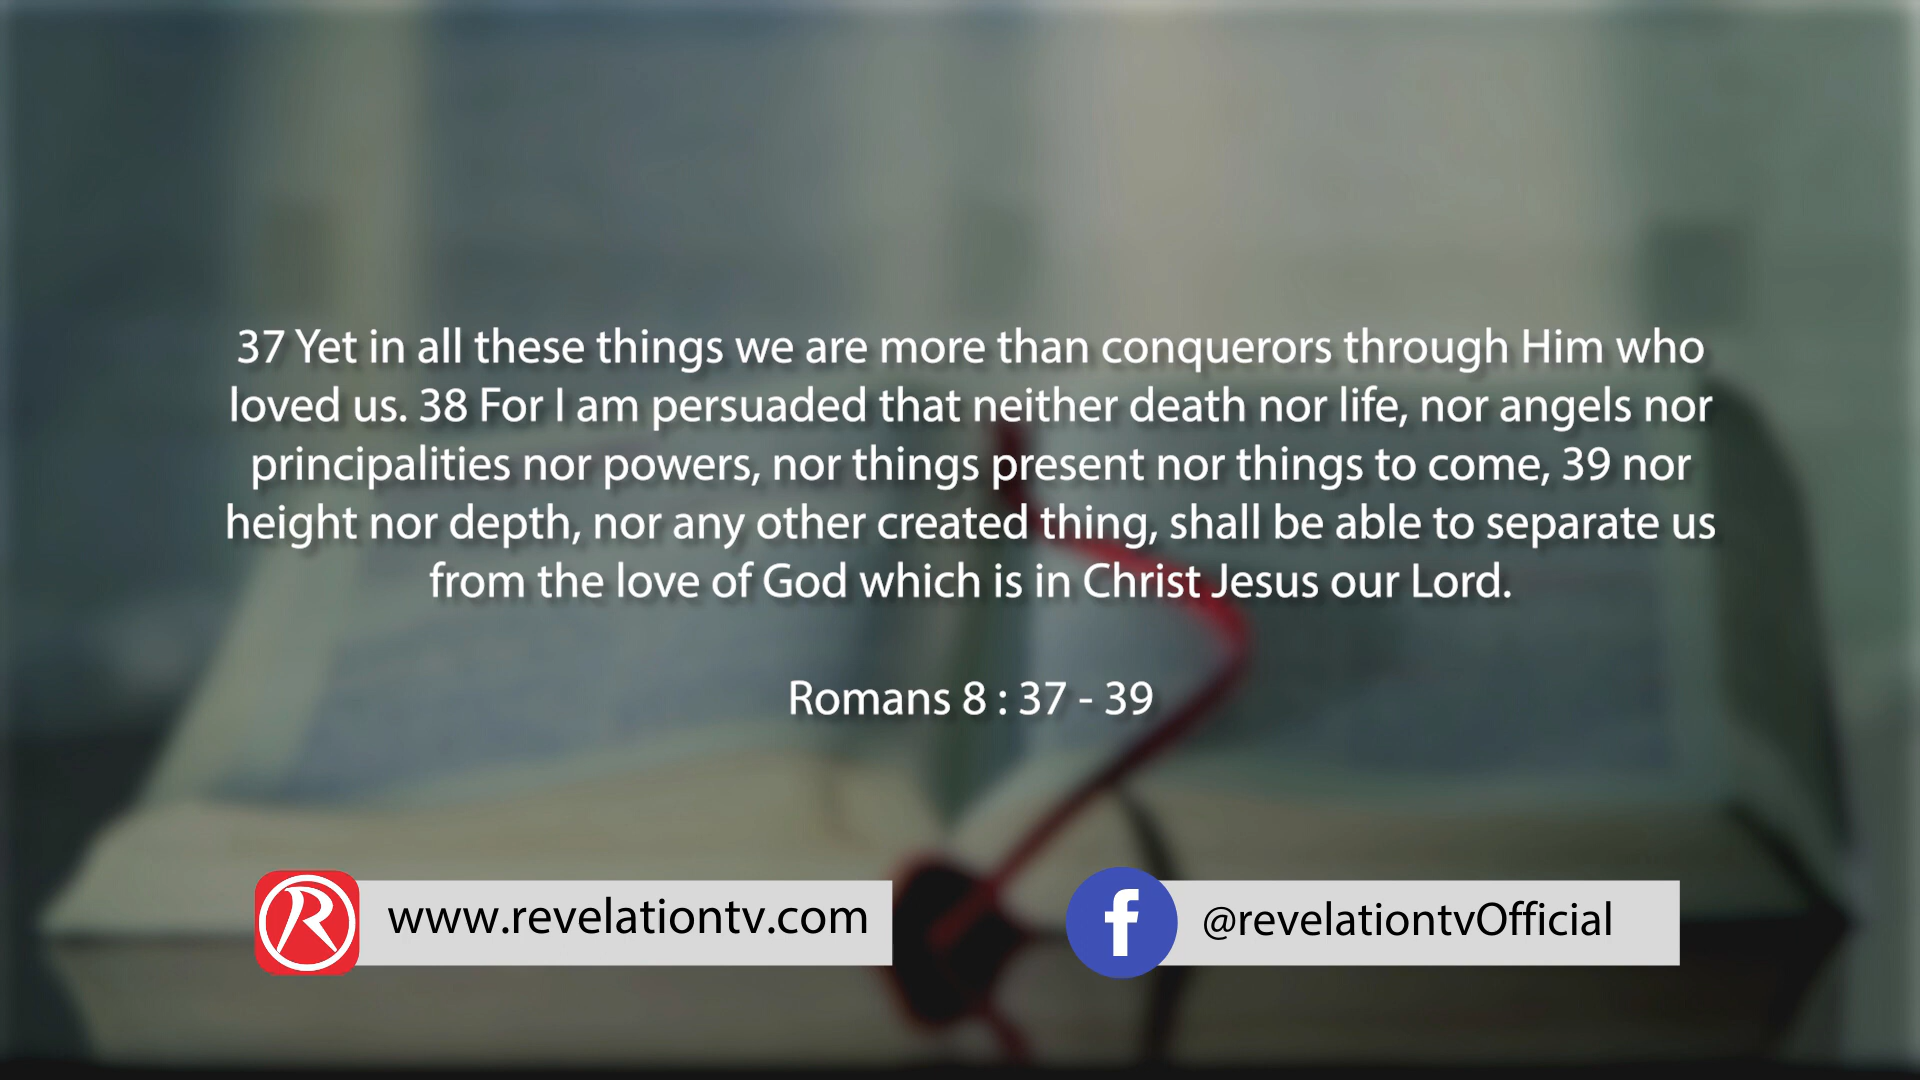 37 Yet in all these things we are more than conquerors through Him who
loved us. 38 For I am persuaded that neither death nor life, nor angels nor
principalities nor powers, nor things present nor things to come, 39 nor
height nor depth, nor any other created thing, shall be able to separate us
from the love of God which is in Christ Jesus our Lord.
Romans 8 : 37 - 39
www.revelationtv.com
@revelationtvOfficial